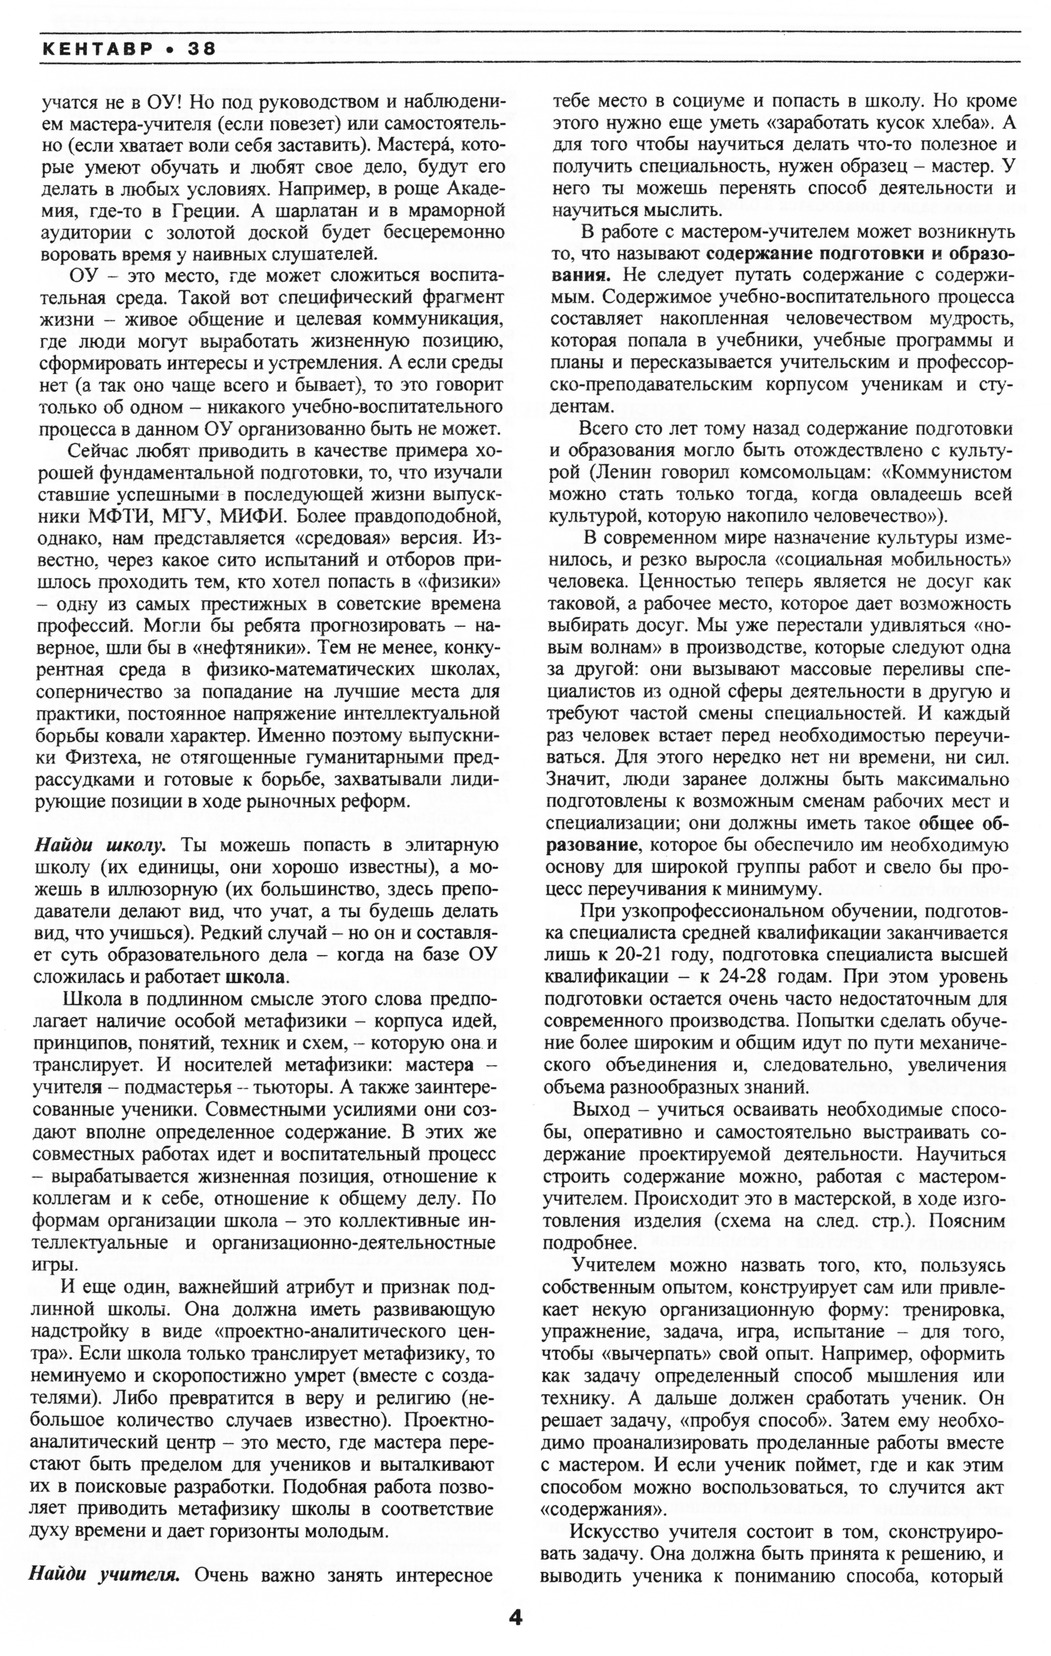 КЕНТАВР • 38
учатся не в ОУ! Но под руководством и наблюдени-
ем мастера-учителя (если повезет) или самостоятель-
но (если хватает воли себя заставить). Мастера́, кото-
рые умеют обучать и любят свое дело, будут его
делать в любых условиях. Например, в роще Акаде-
мия, где-то в Греции. А шарлатан и в мраморной
аудитории с золотой доской будет бесцеремонно
воровать время у наивных слушателей.
ОУ – это место, где может сложиться воспита-
тельная среда. Такой вот специфический фрагмент
жизни – живое общение и целевая коммуникация,
где люди могут выработать жизненную позицию,
сформировать интересы и устремления. А если среды
нет (а так оно чаще всего и бывает), то это говорит
только об одном – никакого учебно-воспитательного
процесса в данном ОУ организованно быть не может.
Сейчас любят приводить в качестве примера хо-
рошей фундаментальной подготовки, то, что изучали
ставшие успешными в последующей жизни выпуск-
ники МФТИ, МГУ, МИФИ. Более правдоподобной,
однако, нам представляется «средовая» версия. Из-
вестно, через какое сито испытаний и отборов при-
шлось проходить тем, кто хотел попасть в «физики»
– одну из самых престижных в советские времена
профессий. Могли бы ребята прогнозировать – на-
верное, шли бы в «нефтяники». Тем не менее, конку-
рентная среда в физико-математических школах,
соперничество за попадание на лучшие места для
практики, постоянное напряжение интеллектуальной
борьбы ковали характер. Именно поэтому выпускни-
ки Физтеха, не отягощенные гуманитарными пред-
рассудками и готовые к борьбе, захватывали лиди-
рующие позиции в ходе рыночных реформ.
Найди школу. Ты можешь попасть в элитарную
школу (их единицы, они хорошо известны), а мо-
жешь в иллюзорную (их большинство, здесь препо-
даватели делают вид, что учат, а ты будешь делать
вид, что учишься). Редкий случай – но он и составля-
ет суть образовательного дела – когда на базе ОУ
сложилась и работает школа.
Школа в подлинном смысле этого слова предпо-
лагает наличие особой метафизики – корпуса идей,
принципов, понятий, техник и схем, – которую она и
транслирует. И носителей метафизики: мастера –
учителя – подмастерья – тьюторы. А также заинтере-
сованные ученики. Совместными усилиями они соз-
дают вполне определенное содержание. В этих же
совместных работах идет и воспитательный процесс
– вырабатывается жизненная позиция, отношение к
коллегам и к себе, отношение к общему делу. По
формам организации школа – это коллективные ин-
теллектуальные и организационно-деятельностные
игры.
И еще один, важнейший атрибут и признак под-
линной школы. Она должна иметь развивающую
надстройку в виде «проектно-аналитического цен-
тра». Если школа только транслирует метафизику, то
неминуемо и скоропостижно умрет (вместе с созда-
телями). Либо превратится в веру и религию (не-
большое количество случаев известно). Проектно-
аналитический центр – это место, где мастера пере-
стают быть пределом для учеников и выталкивают
их в поисковые разработки. Подобная работа позво-
ляет приводить метафизику школы в соответствие
духу времени и дает горизонты молодым.
Найди учителя. Очень важно занять интересное
тебе место в социуме и попасть в школу. Но кроме
этого нужно еще уметь «заработать кусок хлеба». А
для того чтобы научиться делать что-то полезное и
получить специальность, нужен образец – мастер. У
него ты можешь перенять способ деятельности и
научиться мыслить.
В работе с мастером-учителем может возникнуть
то, что называют содержание подготовки и образо-
вания. Не следует путать содержание с содержи-
мым. Содержимое учебно-воспитательного процесса
составляет накопленная человечеством мудрость,
которая попала в учебники, учебные программы и
планы и пересказывается учительским и профессор-
ско-преподавательским корпусом ученикам и сту-
дентам.
Всего сто лет тому назад содержание подготовки
и образования могло быть отождествлено с культу-
рой (Ленин говорил комсомольцам: «Коммунистом
можно стать только тогда, когда овладеешь всей
культурой, которую накопило человечество»).
В современном мире назначение культуры изме-
нилось, и резко выросла «социальная мобильность»
человека. Ценностью теперь является не досуг как
таковой, а рабочее место, которое дает возможность
выбирать досуг. Мы уже перестали удивляться «но-
вым волнам» в производстве, которые следуют одна
за другой: они вызывают массовые переливы спе-
циалистов из одной сферы деятельности в другую и
требуют частой смены специальностей. И каждый
раз человек встает перед необходимостью переучи-
ваться. Для этого нередко нет ни времени, ни сил.
Значит, люди заранее должны быть максимально
подготовлены к возможным сменам рабочих мест и
специализации; они должны иметь такое общее об-
разование, которое бы обеспечило им необходимую
основу для широкой группы работ и свело бы про-
цесс переучивания к минимуму.
При узкопрофессиональном обучении, подготов-
ка специалиста средней квалификации заканчивается
лишь к 20-21 году, подготовка специалиста высшей
квалификации – к 24-28 годам. При этом уровень
подготовки остается очень часто недостаточным для
современного производства. Попытки сделать обуче-
ние более широким и общим идут по пути механиче-
ского объединения и, следовательно, увеличения
объема разнообразных знаний.
Выход – учиться осваивать необходимые спосо-
бы, оперативно и самостоятельно выстраивать со-
держание проектируемой деятельности. Научиться
строить содержание можно, работая с мастером-
учителем. Происходит это в мастерской, в ходе изго-
товления изделия (схема на след. стр.). Поясним
подробнее.
Учителем можно назвать того, кто, пользуясь
собственным опытом, конструирует сам или привле-
кает некую организационную форму: тренировка,
упражнение, задача, игра, испытание – для того,
чтобы «вычерпать» свой опыт. Например, оформить
как задачу определенный способ мышления или
технику. А дальше должен сработать ученик. Он
решает задачу, «пробуя способ». Затем ему необхо-
димо проанализировать проделанные работы вместе
с мастером. И если ученик поймет, где и как этим
способом можно воспользоваться, то случится акт
«содержания».
Искусство учителя состоит в том, сконструиро-
вать задачу. Она должна быть принята к решению, и
выводить ученика к пониманию способа, который
4